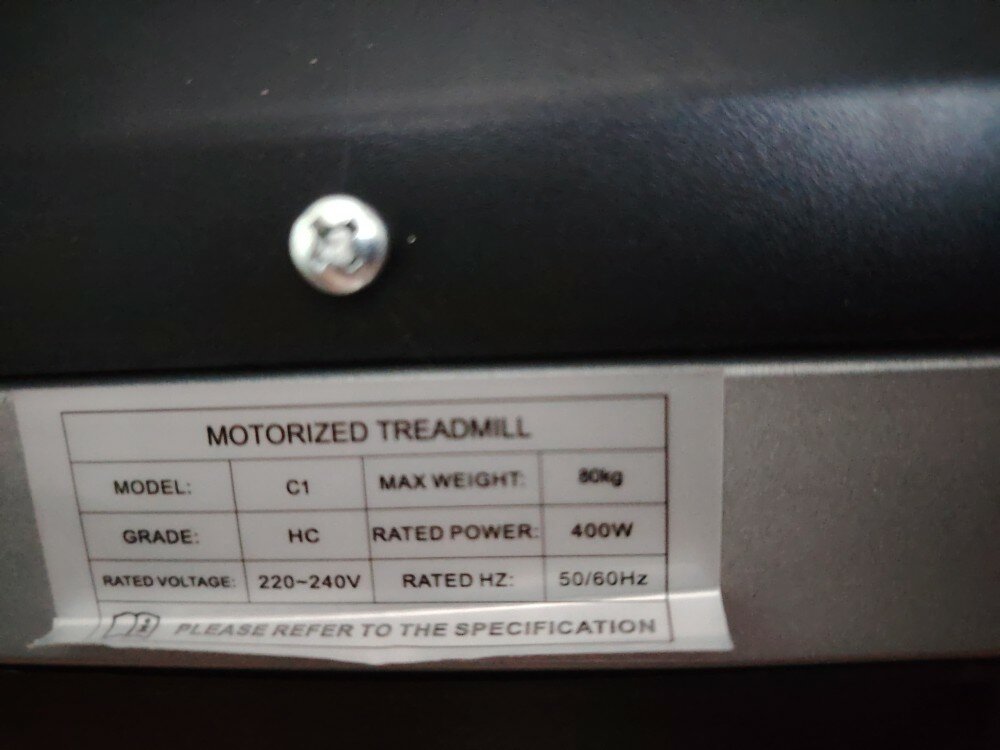 MOTORIZED TREADMILL
MODEL: C1 MAX WEIGHT:
GRADE: HC RATED POWER: 400W
RATED VOLTAGE: 220~240V RATED HZ: 50/60Hz
PLEASE REFER TO THE SPECIFICATION